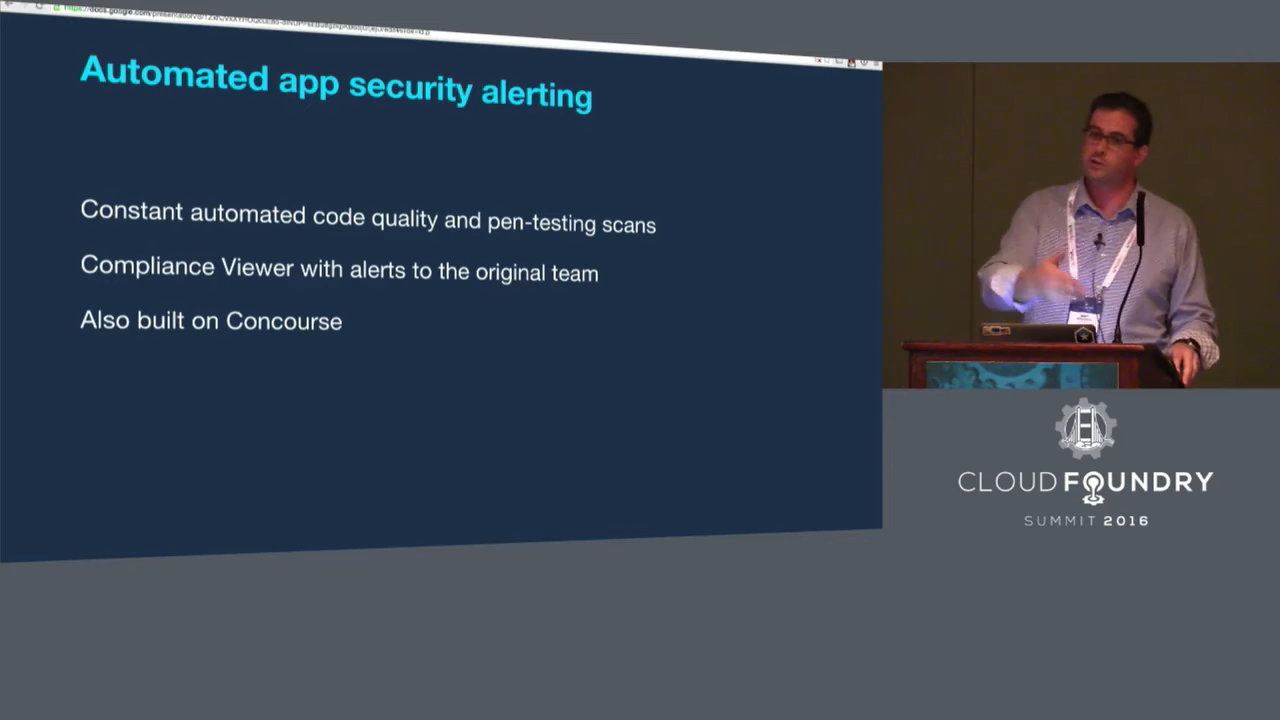 Automated app security alerting
Constant automated code quality and pen-testing scans
Compliance Viewer with alerts to the original team
Also built on Concourse
CLOUD FOUNDRY
SUMMIT 2016